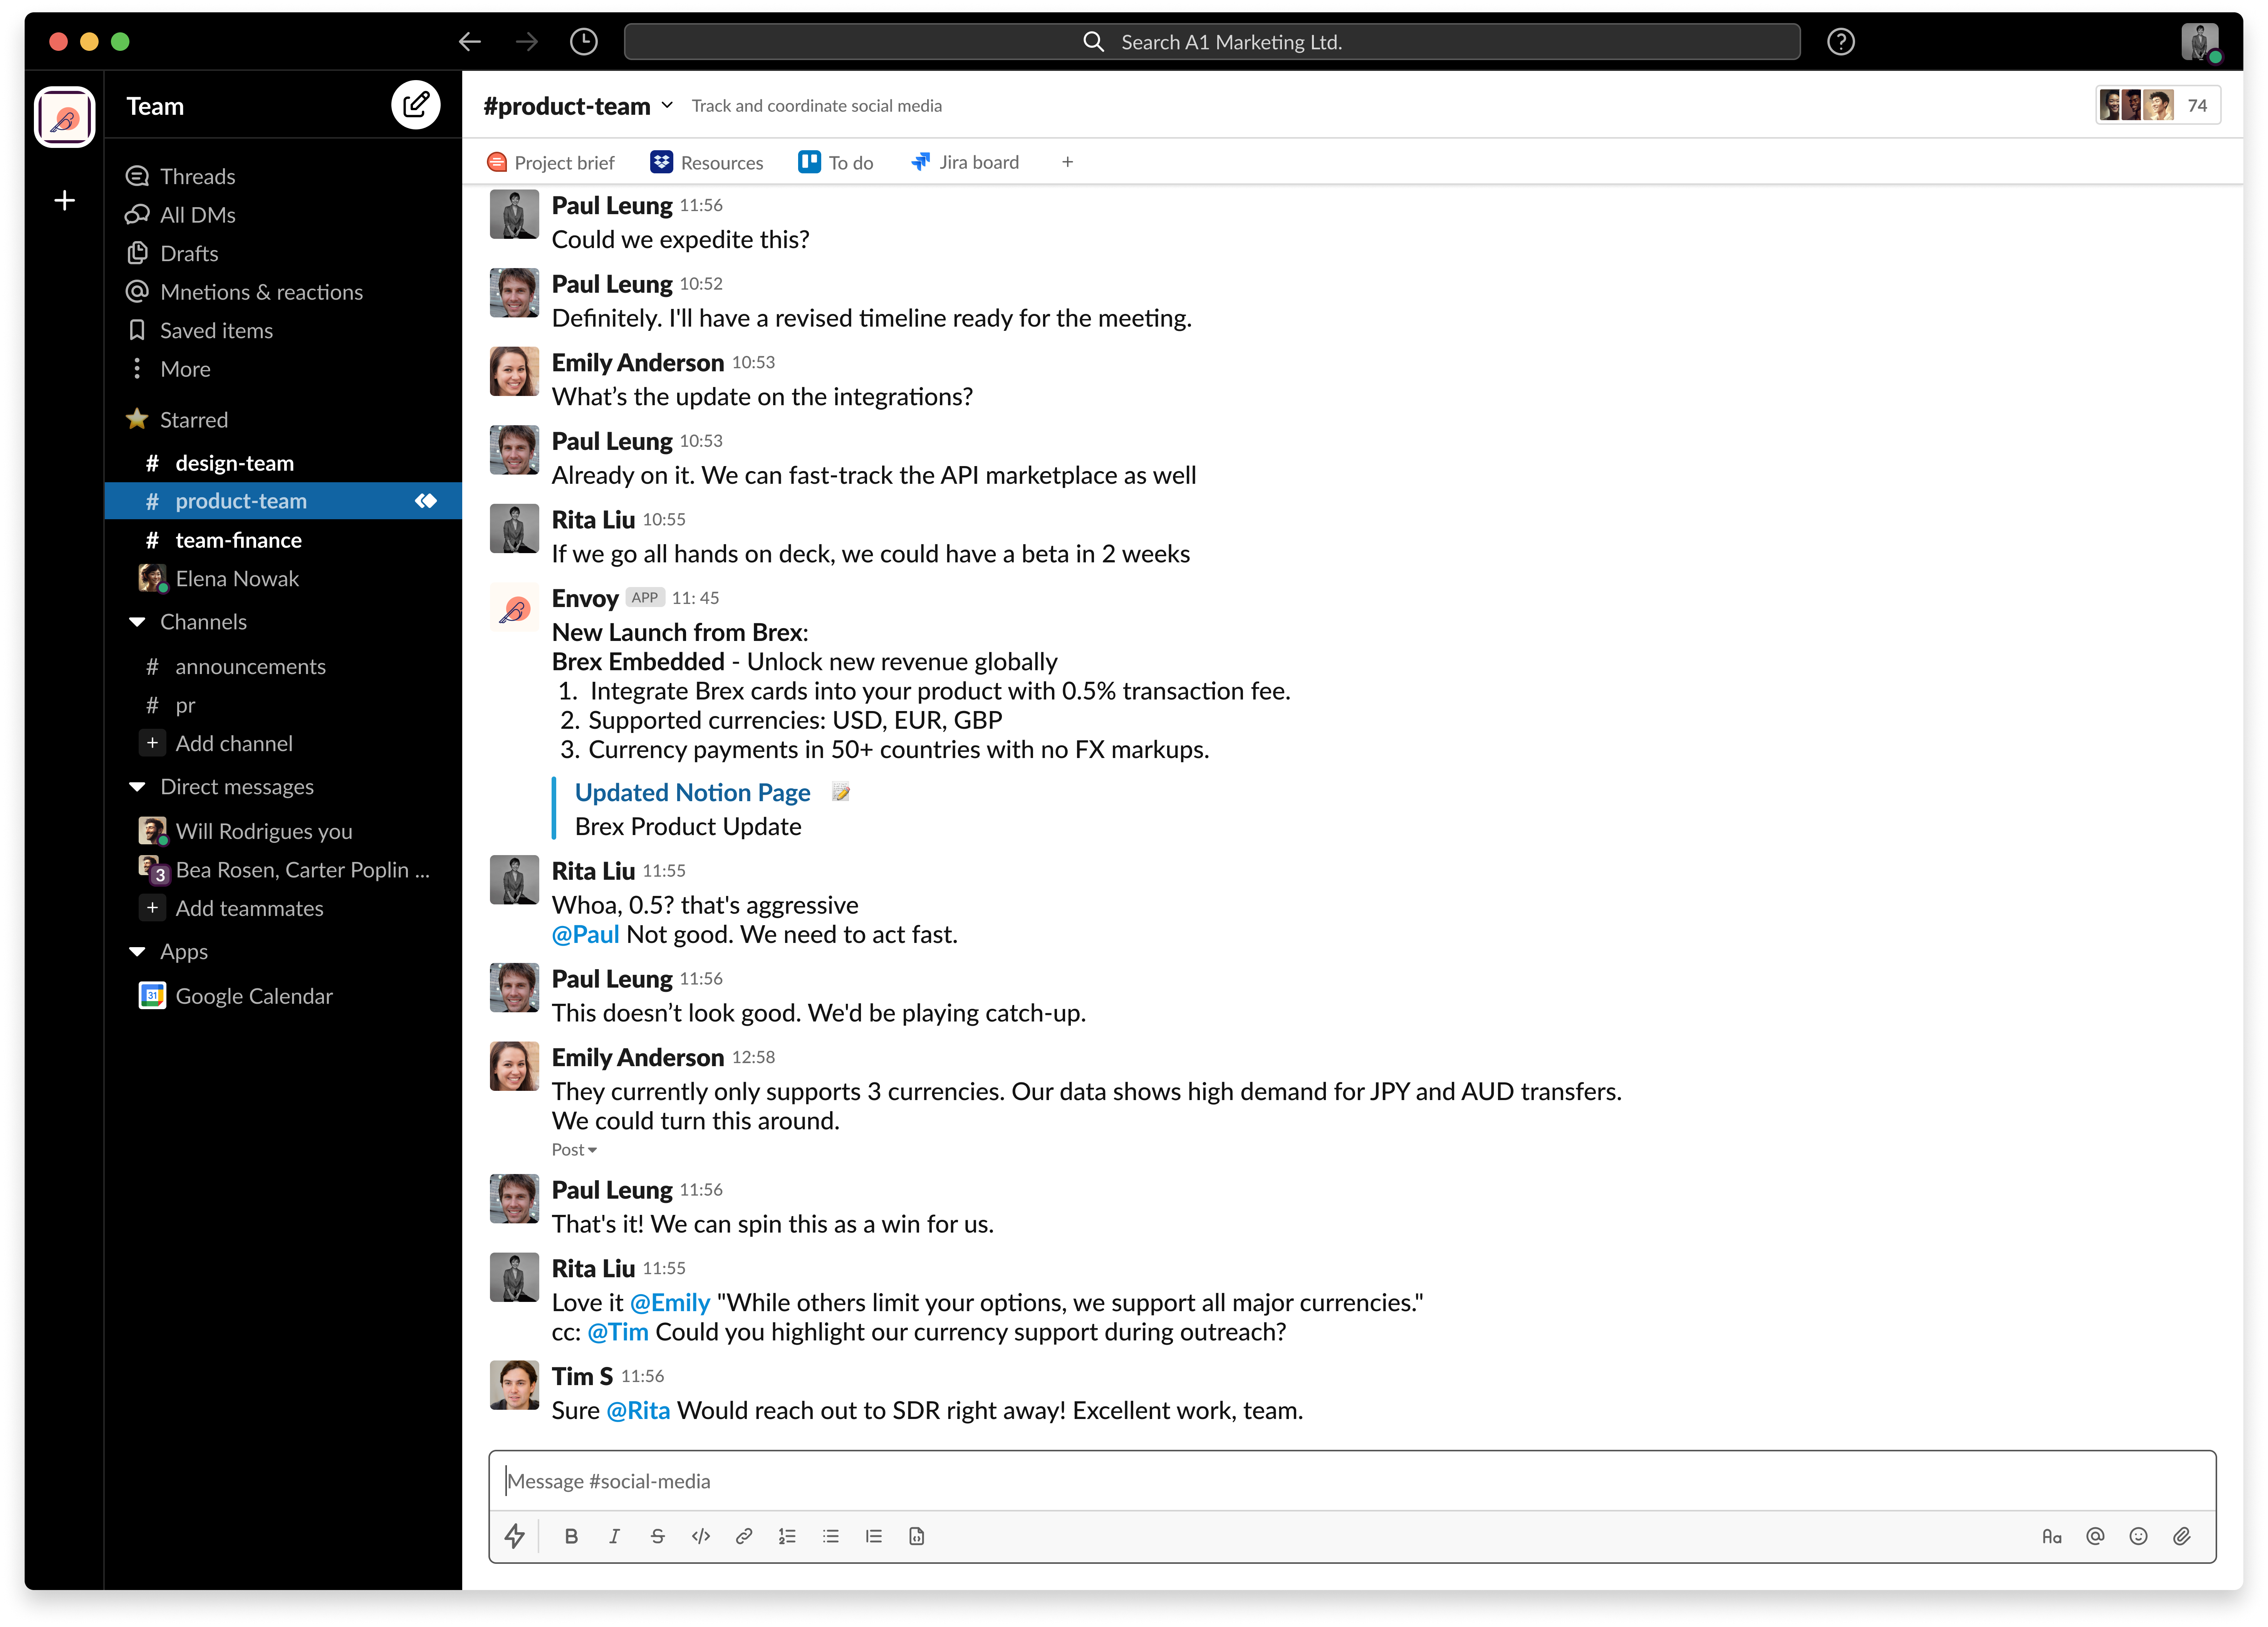 Search A1 Marketing Ltd.
Team
Threads
All DMs
Drafts
Mnetions & reactions
Saved items
More
Starred
# design-team
# product-team
# team-finance
Elena Nowak
Channels
# announcements
# pr
+ Add channel
Direct messages
Will Rodrigues you
3 Bea Rosen, Carter Poplin ...
+ Add teammates
Apps
31 Google Calendar
#product-team Track and coordinate social media 74
Project brief Resources To do Jira board +
Paul Leung 11:56
Could we expedite this?
Paul Leung 10:52
Definitely. I'll have a revised timeline ready for the meeting.
Emily Anderson 10:53
What’s the update on the integrations?
Paul Leung 10:53
Already on it. We can fast-track the API marketplace as well
Rita Liu 10:55
If we go all hands on deck, we could have a beta in 2 weeks
Envoy APP 11: 45
New Launch from Brex:
Brex Embedded - Unlock new revenue globally
1. Integrate Brex cards into your product with 0.5% transaction fee.
2. Supported currencies: USD, EUR, GBP
3. Currency payments in 50+ countries with no FX markups.
Updated Notion Page
Brex Product Update
Rita Liu 11:55
Whoa, 0.5? that's aggressive
@Paul Not good. We need to act fast.
Paul Leung 11:56
This doesn’t look good. We'd be playing catch-up.
Emily Anderson 12:58
They currently only supports 3 currencies. Our data shows high demand for JPY and AUD transfers.
We could turn this around.
Post
Paul Leung 11:56
That's it! We can spin this as a win for us.
Rita Liu 11:55
Love it @Emily "While others limit your options, we support all major currencies."
cc: @Tim Could you highlight our currency support during outreach?
Tim S 11:56
Sure @Rita Would reach out to SDR right away! Excellent work, team.
Message #social-media
B I S </> Aa @